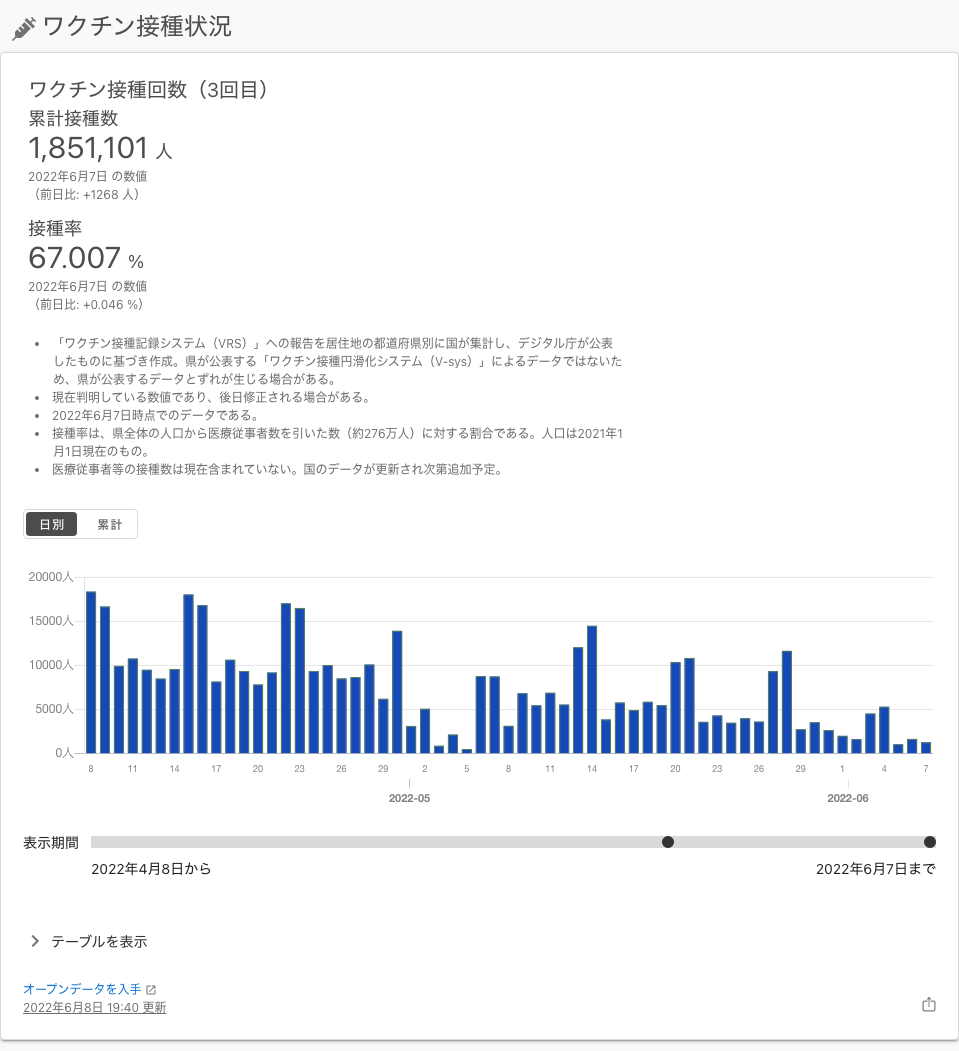 ワクチン接種状況
ワクチン接種回数（3回目）
累計接種数
1,851,101 人
2022年6月7日 の数値
（前日比: +1268 人）
接種率
67.007 %
2022年6月7日 の数値
（前日比: +0.046 %）
• 「ワクチン接種記録システム（VRS）」への報告を居住地の都道府県別に国が集計し、デジタル庁が公表
したものに基づき作成。県が公表する「ワクチン接種円滑化システム（V-sys）」によるデータではないた
め、県が公表するデータとずれが生じる場合がある。
• 現在判明している数値であり、後日修正される場合がある。
• 2022年6月7日時点でのデータである。
• 接種率は、県全体の人口から医療従事者数を引いた数（約276万人）に対する割合である。人口は2021年1
月1日現在のもの。
• 医療従事者等の接種数は現在含まれていない。国のデータが更新され次第追加予定。
日別 累計
20000人
15000人
10000人
5000人
0人
8 11 14 17 20 23 26 29 2 5 8 11 14 17 20 23 26 29 1 4 7
2022-05 2022-06
表示期間
2022年4月8日から 2022年6月7日まで
テーブルを表示
オープンデータを入手
2022年6月8日 19:40 更新